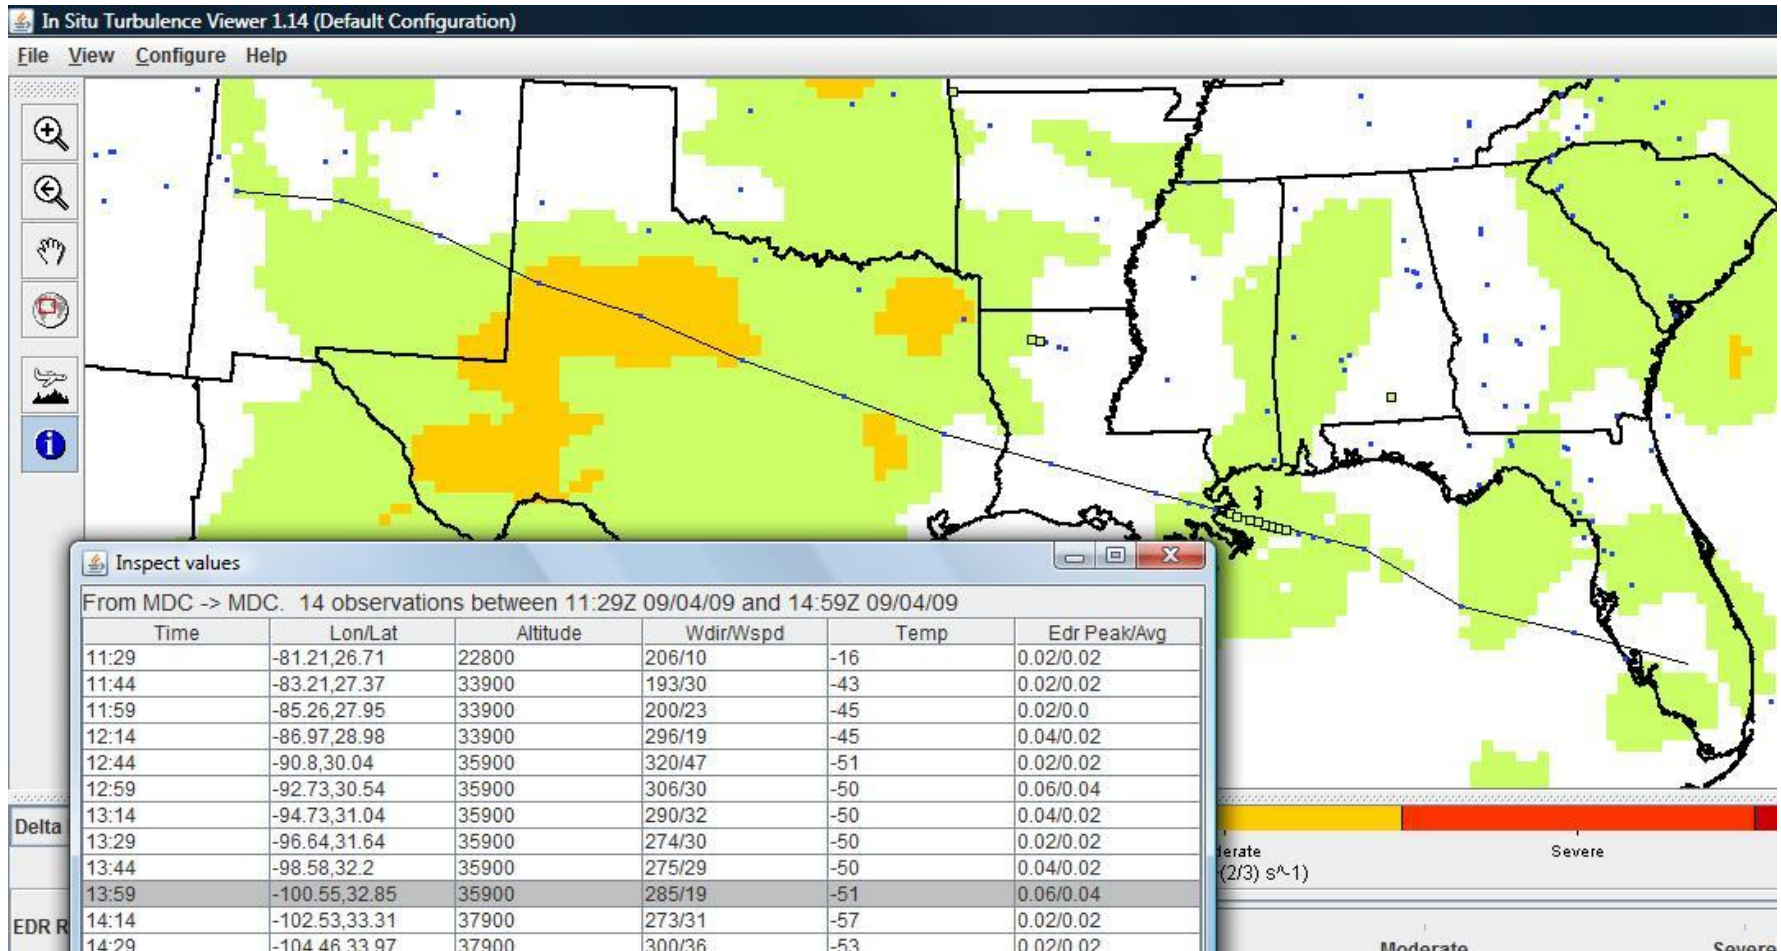 In Situ Turbulence Viewer 1.14 (Default Configuration)
File View Configure Help
i
Inspect values
From MDC -> MDC. 14 observations between 11:29Z 09/04/09 and 14:59Z 09/04/09
Time Lon/Lat Altitude Wdir/Wspd Temp Edr Peak/Avg
11:29 -81.21,26.71 22800 206/10 -16 0.02/0.02
11:44 -83.21,27.37 33900 193/30 -43 0.02/0.02
11:59 -85.26,27.95 33900 200/23 -45 0.02/0.0
12:14 -86.97,28.98 33900 296/19 -45 0.04/0.02
12:44 -90.8,30.04 35900 320/47 -51 0.02/0.02
12:59 -92.73,30.54 35900 306/30 -50 0.06/0.04
13:14 -94.73,31.04 35900 290/32 -50 0.04/0.02
13:29 -96.64,31.64 35900 274/30 -50 0.02/0.02
13:44 -98.58,32.2 35900 275/29 -50 0.04/0.02
13:59 -100.55,32.85 35900 285/19 -51 0.06/0.04
14:14 -102.53,33.31 37900 273/31 -57 0.02/0.02
14:29 -104.46,33.97 37900 300/36 -53 0.02/0.02
Delta
derate Severe
(2/3) s^-1)
EDR R
Moderate Severe